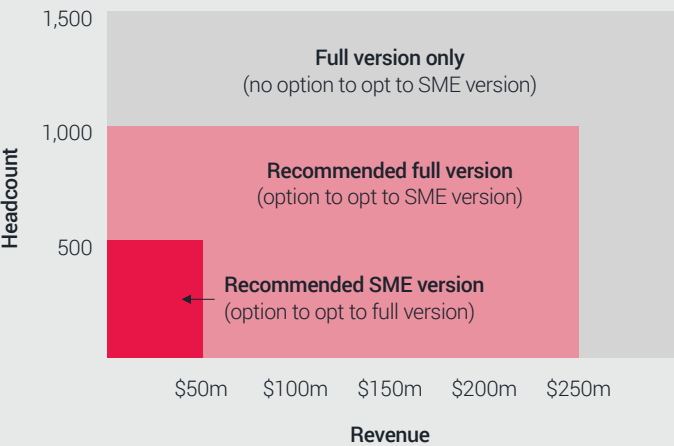 1,500
Full version only
(no option to opt to SME version)
1,000
Recommended full version
(option to opt to SME version)
Headcount
500
Recommended SME version
(option to opt to full version)
$50m $100m $150m $200m $250m
Revenue